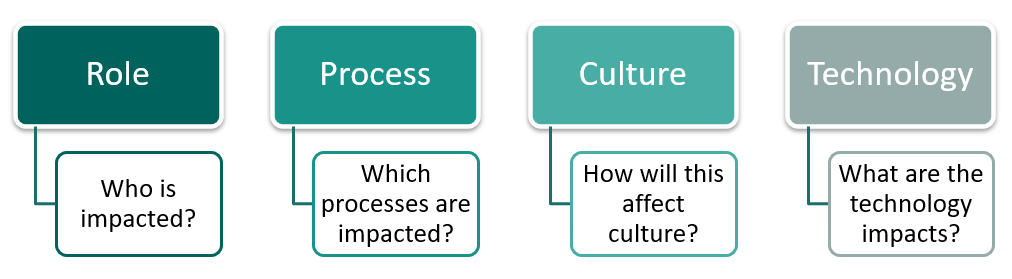 Role
Who is
impacted?
Process
Which
processes are
impacted?
Culture
How will this
affect
culture?
Technology
What are the
technology
impacts?